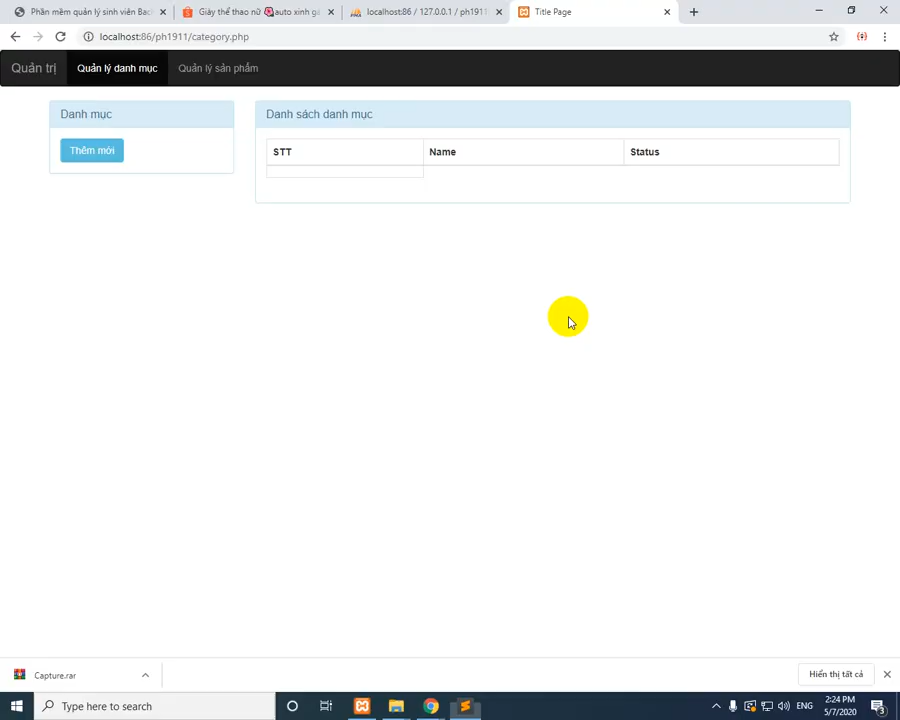 Phần mềm quản lý sinh viên Bac
Giày thể thao nữ auto xinh gá
localhost:86 / 127.0.0.1 / ph1911
Title Page
localhost:86/ph1911/category.php
Quản trị
Quản lý danh mục
Quản lý sản phẩm
Danh mục
Thêm mới
Danh sách danh mục
STT
Name
Status
Capture.rar
Hiển thị tất cả
Type here to search
ENG
2:24 PM
5/7/2020
3